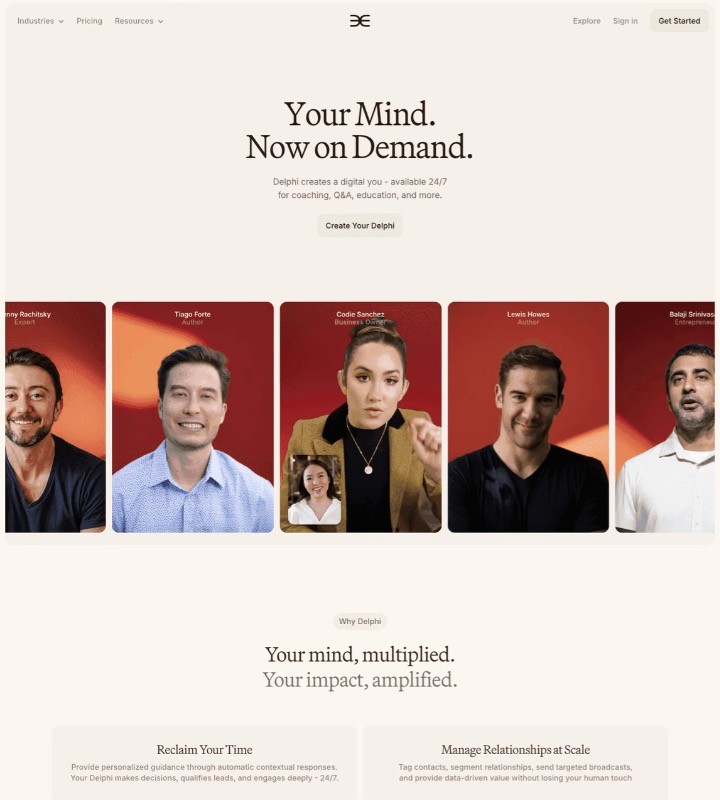 Industries
Pricing
Resources
Explore
Sign in
Get Started
Your Mind.
Now on Demand.
Delphi creates a digital you - available 24/7
for coaching, Q&A, education, and more.
Create Your Delphi
nny Rachitsky
Expert
Tiago Forte
Author
Codie Sanchez
Business Owner
Lewis Howes
Author
Balaji Srinivas
Entrepreneu
Why Delphi
Your mind, multiplied.
Your impact, amplified.
Reclaim Your Time
Provide personalized guidance through automatic contextual responses.
Your Delphi makes decisions, qualifies leads, and engages deeply - 24/7.
Manage Relationships at Scale
Tag contacts, segment relationships, send targeted broadcasts,
and provide data-driven value without losing your human touch